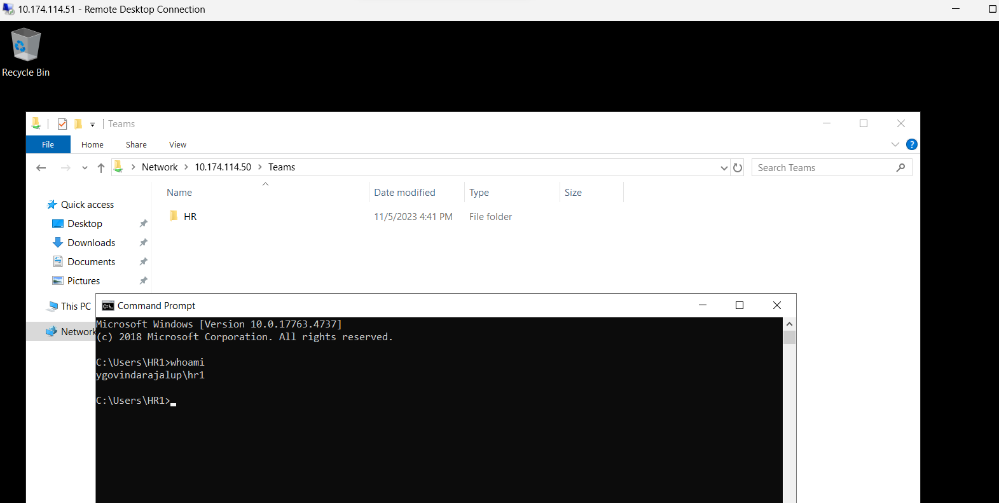 10.174.114.51 - Remote Desktop Connection
Recycle Bin
Teams
File Home Share View
?
Network 10.174.114.50 Teams
Search Teams
Name Date modified Type Size
HR 11/5/2023 4:41 PM File folder
Quick access
Desktop
Downloads
Documents
Pictures
This PC
Network
C:\. Command Prompt
Microsoft Windows [Version 10.0.17763.4737]
(c) 2018 Microsoft Corporation. All rights reserved.
C:\Users\HR1>whoami
ygovindarajalup\hr1
C:\Users\HR1>